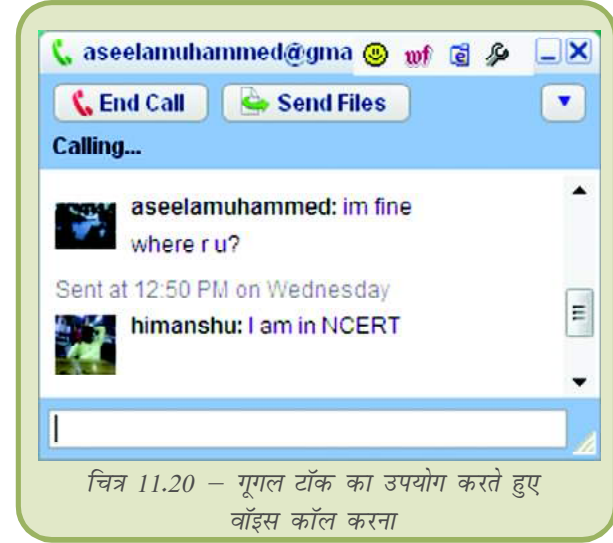 aseelamuhammed@gma
End Call Send Files
Calling...
aseelamuhammed: im fine
where r u?
Sent at 12:50 PM on Wednesday
himanshu: I am in NCERT
चित्र 11.20 – गूगल टॉक का उपयोग करते हुए
वॉइस कॉल करना